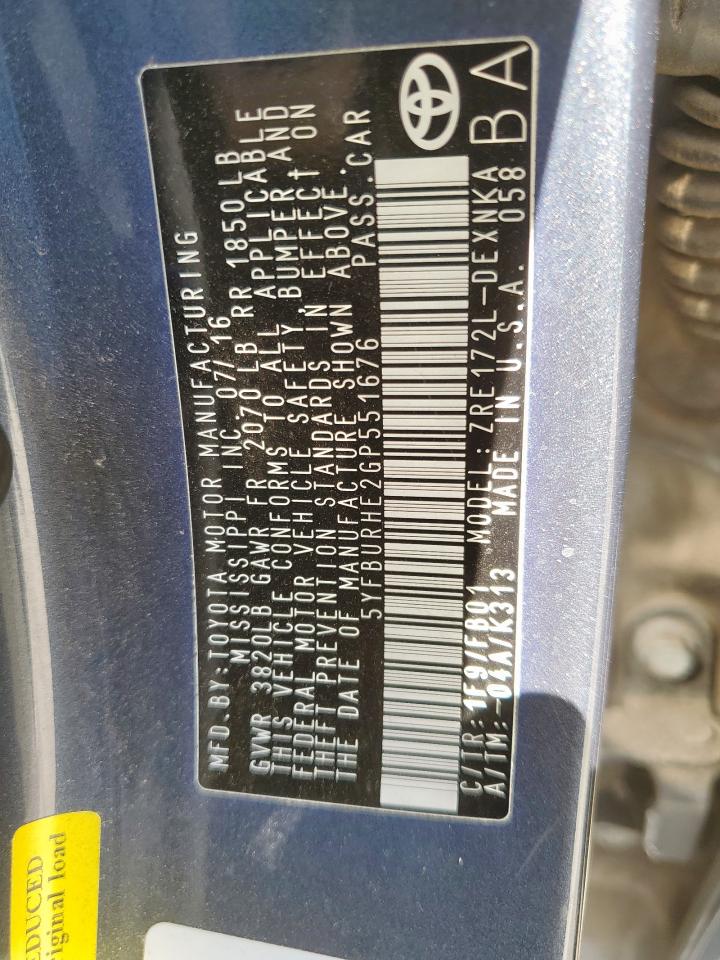 MFD.BY:TOYOTA MOTOR MANUFACTURING
MISSISSIPPI INC 07/16
GVWR 3820LB GAWR FR 2070LB RR 1850LB
THIS VEHICLE CONFORMS TO ALL APPLICABLE
FEDERAL MOTOR VEHICLE SAFETY, BUMPER, AND
THEFT PREVENTION STANDARDS IN EFFECT ON
THE DATE OF MANUFACTURE SHOWN ABOVE.
5YFBURHE2GP551676 PASS.CAR
C/TR: 1F9/FB01 MODEL: ZRE172L-DEXNKA
A/TM: -04A/K313 MADE IN U.S.A. 058
BA
EDUCED
riginal load